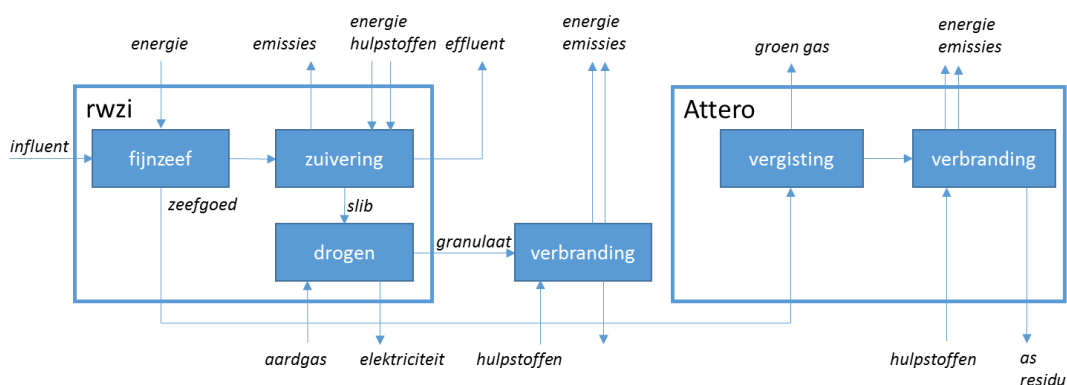 energie
emissies
energie
hulpstoffen
effluent
energie
emissies
groen gas
energie
emissies
rwzi
Attero
influent
fijnzeef
zuivering
vergisting
verbranding
zeefgoed
slib
drogen
granulaat
verbranding
aardgas
elektriciteit
hulpstoffen
hulpstoffen
as
residu